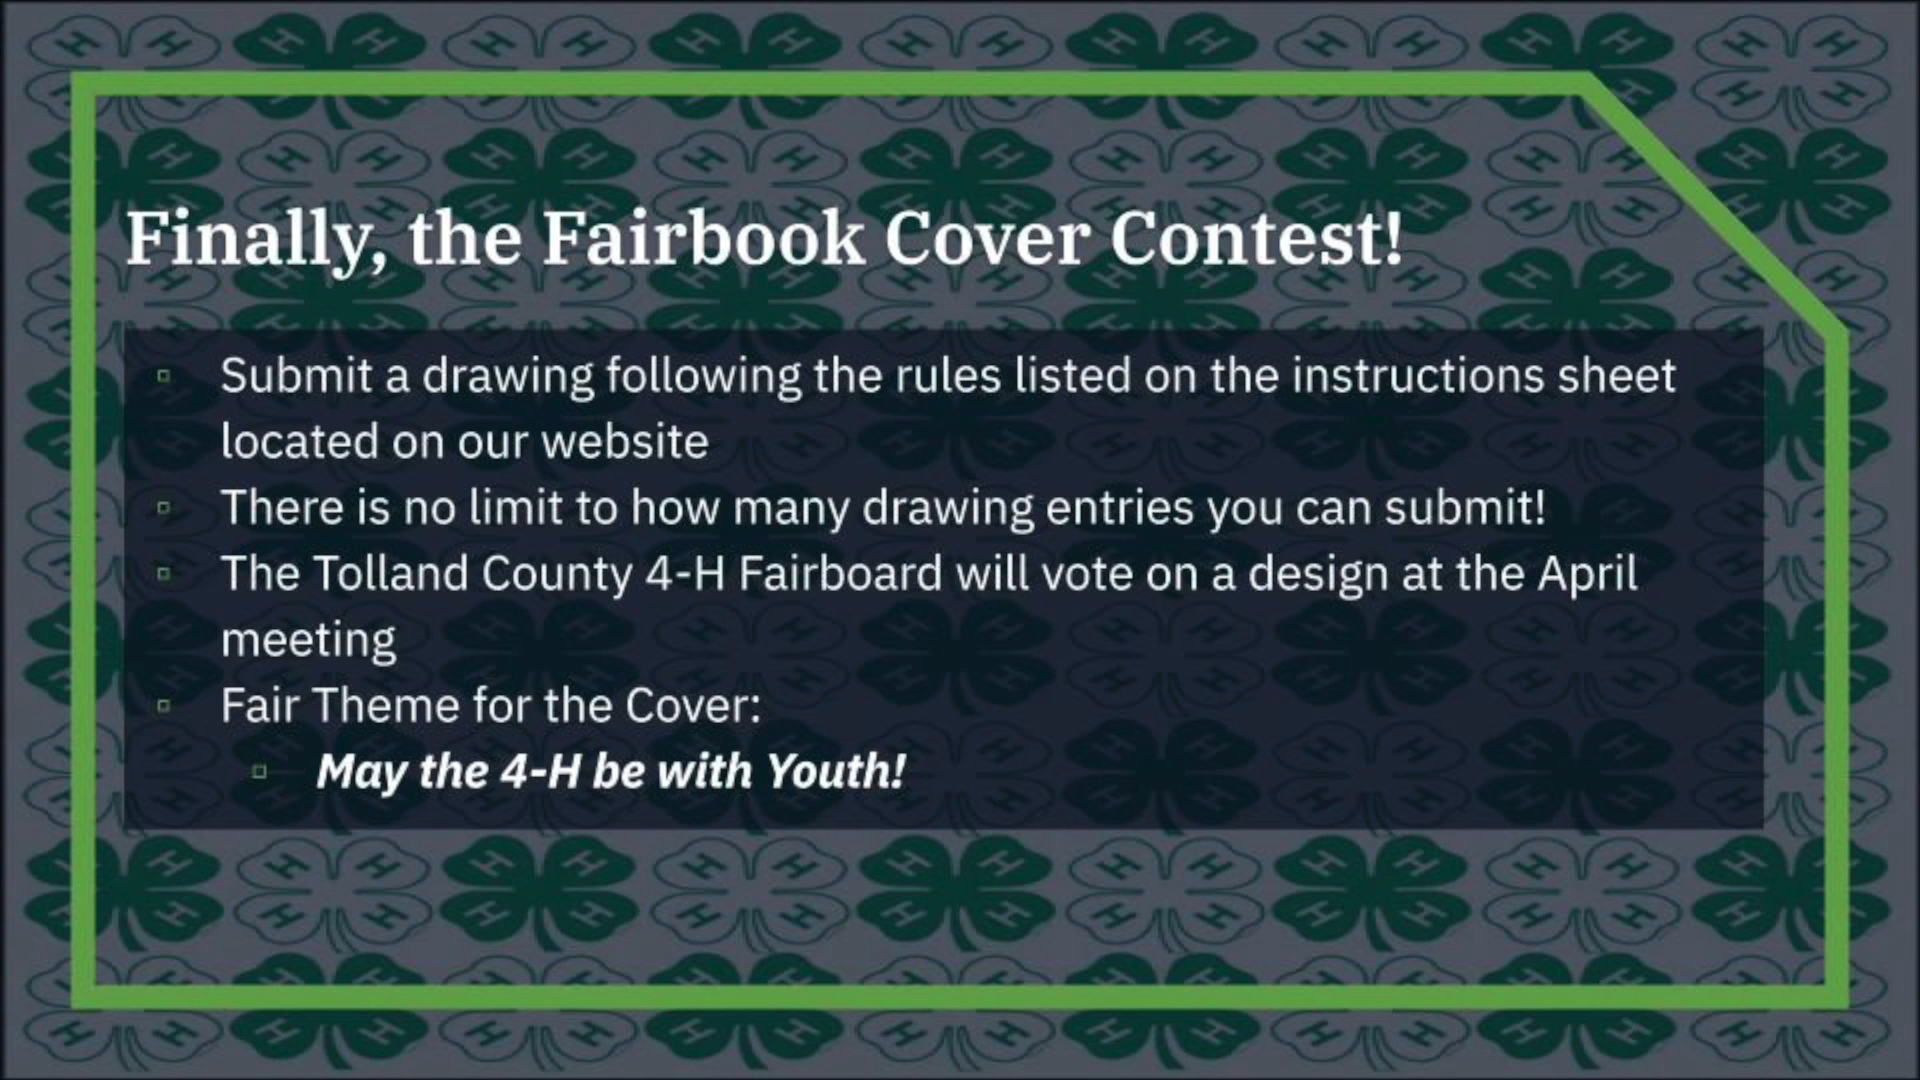 Finally, the Fairbook Cover Contest!
Submit a drawing following the rules listed on the instructions sheet
located on our website
There is no limit to how many drawing entries you can submit!
The Tolland County 4-H Fairboard will vote on a design at the April
meeting
Fair Theme for the Cover:
May the 4-H be with Youth!